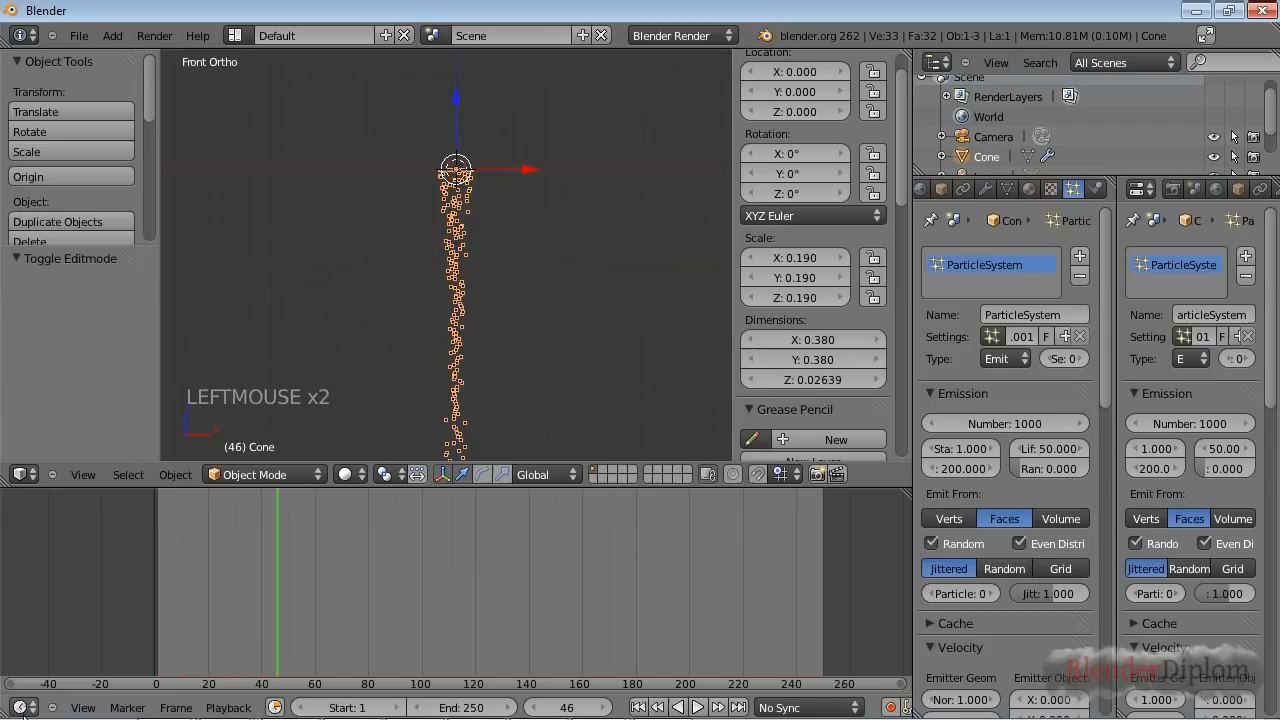 Blender
File Add Render Help Default Scene Blender Render blender.org 262 | Ve:33 | Fa:32 | Ob:1-3 | La:1 | Mem:10.81M (0.10M) | Cone
Object Tools
Transform:
Translate
Rotate
Scale
Origin
Object:
Duplicate Objects
Delete
Toggle Editmode
Front Ortho
LEFTMOUSE x2
(46) Cone
Location:
X: 0.000
Y: 0.000
Z: 0.000
Rotation:
X: 0°
Y: 0°
Z: 0°
XYZ Euler
Scale:
X: 0.190
Y: 0.190
Z: 0.190
Dimensions:
X: 0.380
Y: 0.380
Z: 0.02639
Grease Pencil
New
View Select Object Object Mode Global
-40 -20 0 20 40 60 80 100 120 140 160 180 200 220 240 260
View Marker Frame Playback Start: 1 End: 250 46 No Sync
View Search All Scenes
Scene
RenderLayers
World
Camera
Cone
Con Partic
ParticleSystem
Name: ParticleSystem
Settings: .001 F
Type: Emit Se: 0
Emission
Number: 1000
Sta: 1.000 Lif: 50.000
: 200.000 Ran: 0.000
Emit From:
Verts Faces Volume
Random Even Distri
Jittered Random Grid
Particle: 0 Jitt: 1.000
Cache
Velocity
Emitter Geom Emitter Object
Nor: 1.000 X: 0.000
C Pa
ParticleSyste
Name: articleSystem
Setting 01 F
Type: E : 0
Emission
Number: 1000
1.000 50.00
200.0 : 0.000
Emit From:
Verts Faces Volume
Rando Even Di
Jittered Random Grid
Parti: 0 : 1.000
Cache
Velocity
1.000
BlenderDiplom